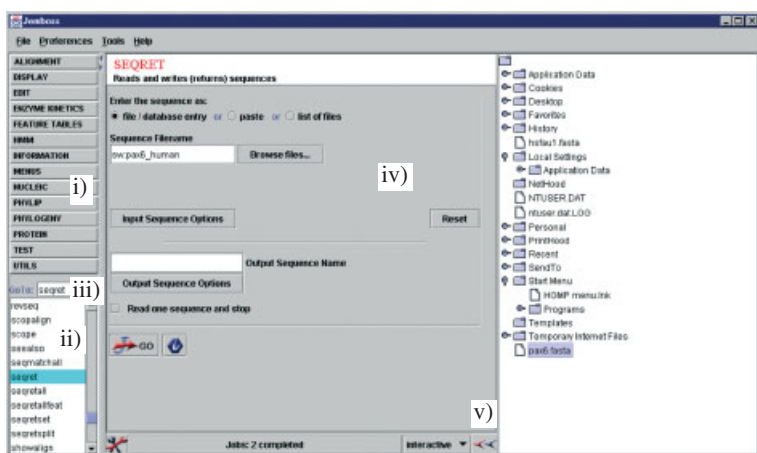 Jemboss
File Preferences Tools Help
ALIGNMENT
DISPLAY
EDIT
ENZYME KINETICS
FEATURE TABLES
HMM
INFORMATION
MENUS
NUCLEIC
PHYLIP
PHYLOGENY
PROTEIN
TEST
UTILS
i)
GoTo: seqret
iii)
revseq
scopalign
scope
seealso
seqmatchall
seqret
seqretall
seqretallfeat
seqretset
seqretsplit
showalign
ii)
SEQRET
Reads and writes (returns) sequences
Enter the sequence as:
file / database entry or paste or list of files
Sequence Filename
sw:pax6_human Browse files...
iv)
Input Sequence Options Reset
Output Sequence Name
Output Sequence Options
Read one sequence and stop
GO
v)
Jobs: 2 completed interactive
Application Data
Cookies
Desktop
Favorites
History
hsfau1.fasta
Local Settings
Application Data
NetHood
NTUSER.DAT
ntuser.dat.LOG
Personal
PrintHood
Recent
SendTo
Start Menu
HOMP menu.lnk
Programs
Templates
Temporary Internet Files
pax6.fasta